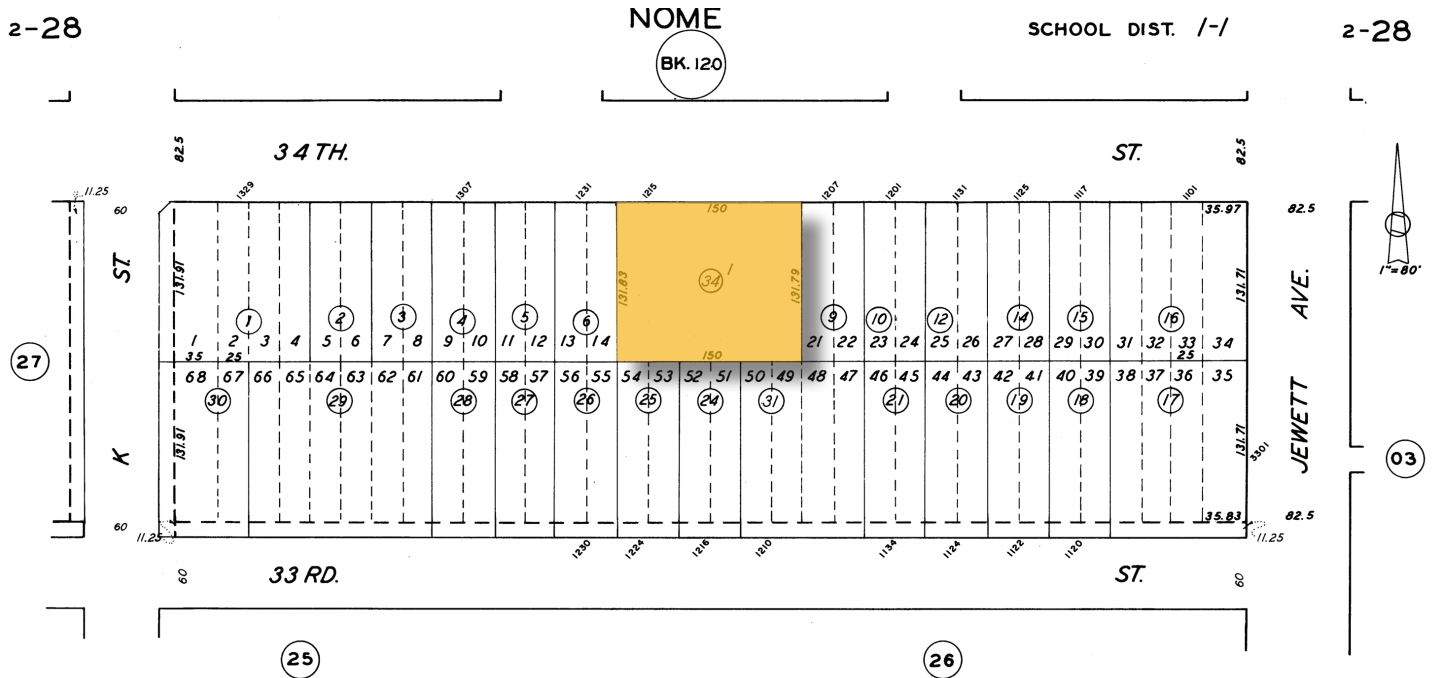 2-28 NOME SCHOOL DIST. 1-1 2-28
BK. 120
82.5 34 TH. ST. 82.5
11.25 1329 1307 1231 1215 1207 1201 1131 1125 1117 1101
60 150 35.97 82.5
K ST. 131.91 131.83 34 1 131.79 131.71 JEWETT AVE. 1"=80'
1 2 3 4 5 6 9 10 12 14 15 16
1 2 3 4 5 6 7 8 9 10 11 12 13 14 21 22 23 24 25 26 27 28 29 30 31 32 33 34
35 25 150 25
27
68 67 66 65 64 63 62 61 60 59 58 57 56 55 54 53 52 51 50 49 48 47 46 45 44 43 42 41 40 39 38 37 36 35
30 29 28 27 26 25 24 31 21 20 19 18 17
131.91 131.71 3301 03
60 35.83 82.5
11.25 11.25
1230 1224 1216 1210 1134 1124 1122 1120
60 33 RD. ST. 60
25 26